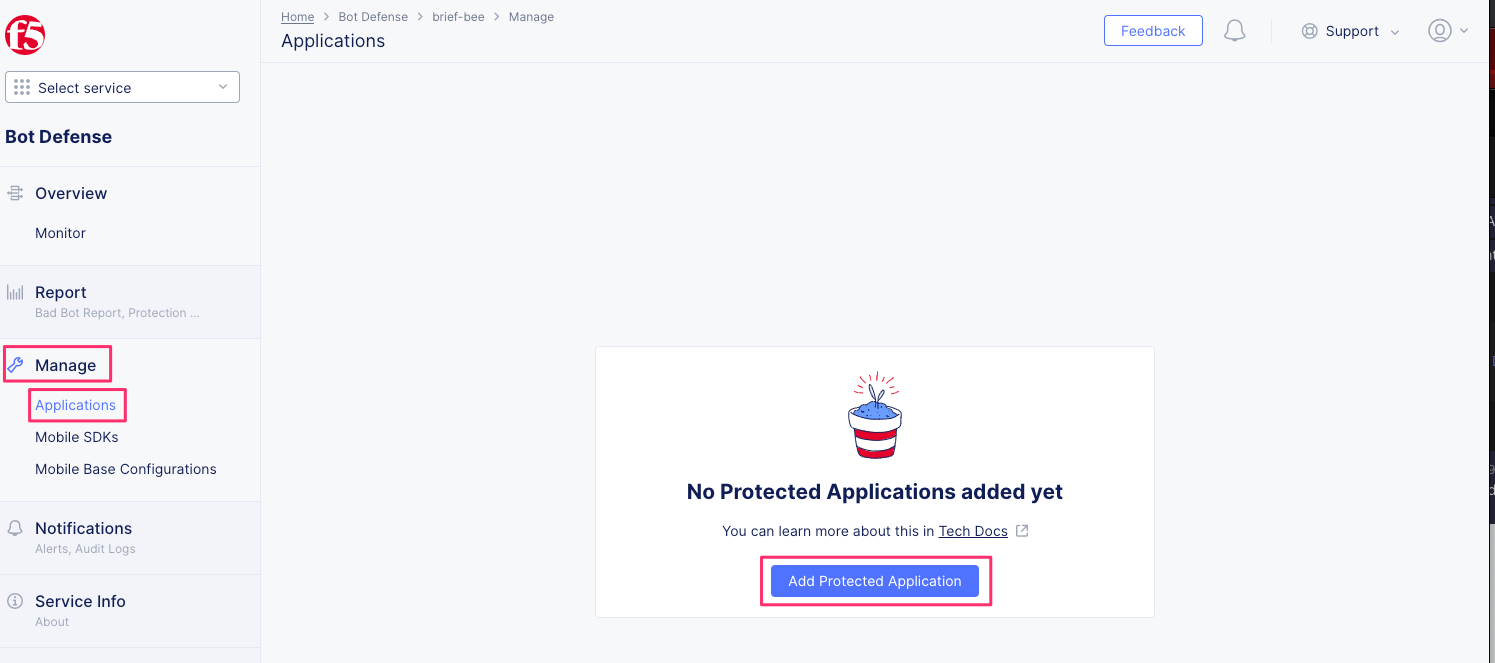 f5
Select service
Bot Defense
Overview
Monitor
Report
Bad Bot Report, Protection ...
Manage
Applications
Mobile SDKs
Mobile Base Configurations
Notifications
Alerts, Audit Logs
Service Info
About
Home > Bot Defense > brief-bee > Manage
Applications
Feedback
Support
No Protected Applications added yet
You can learn more about this in Tech Docs
Add Protected Application